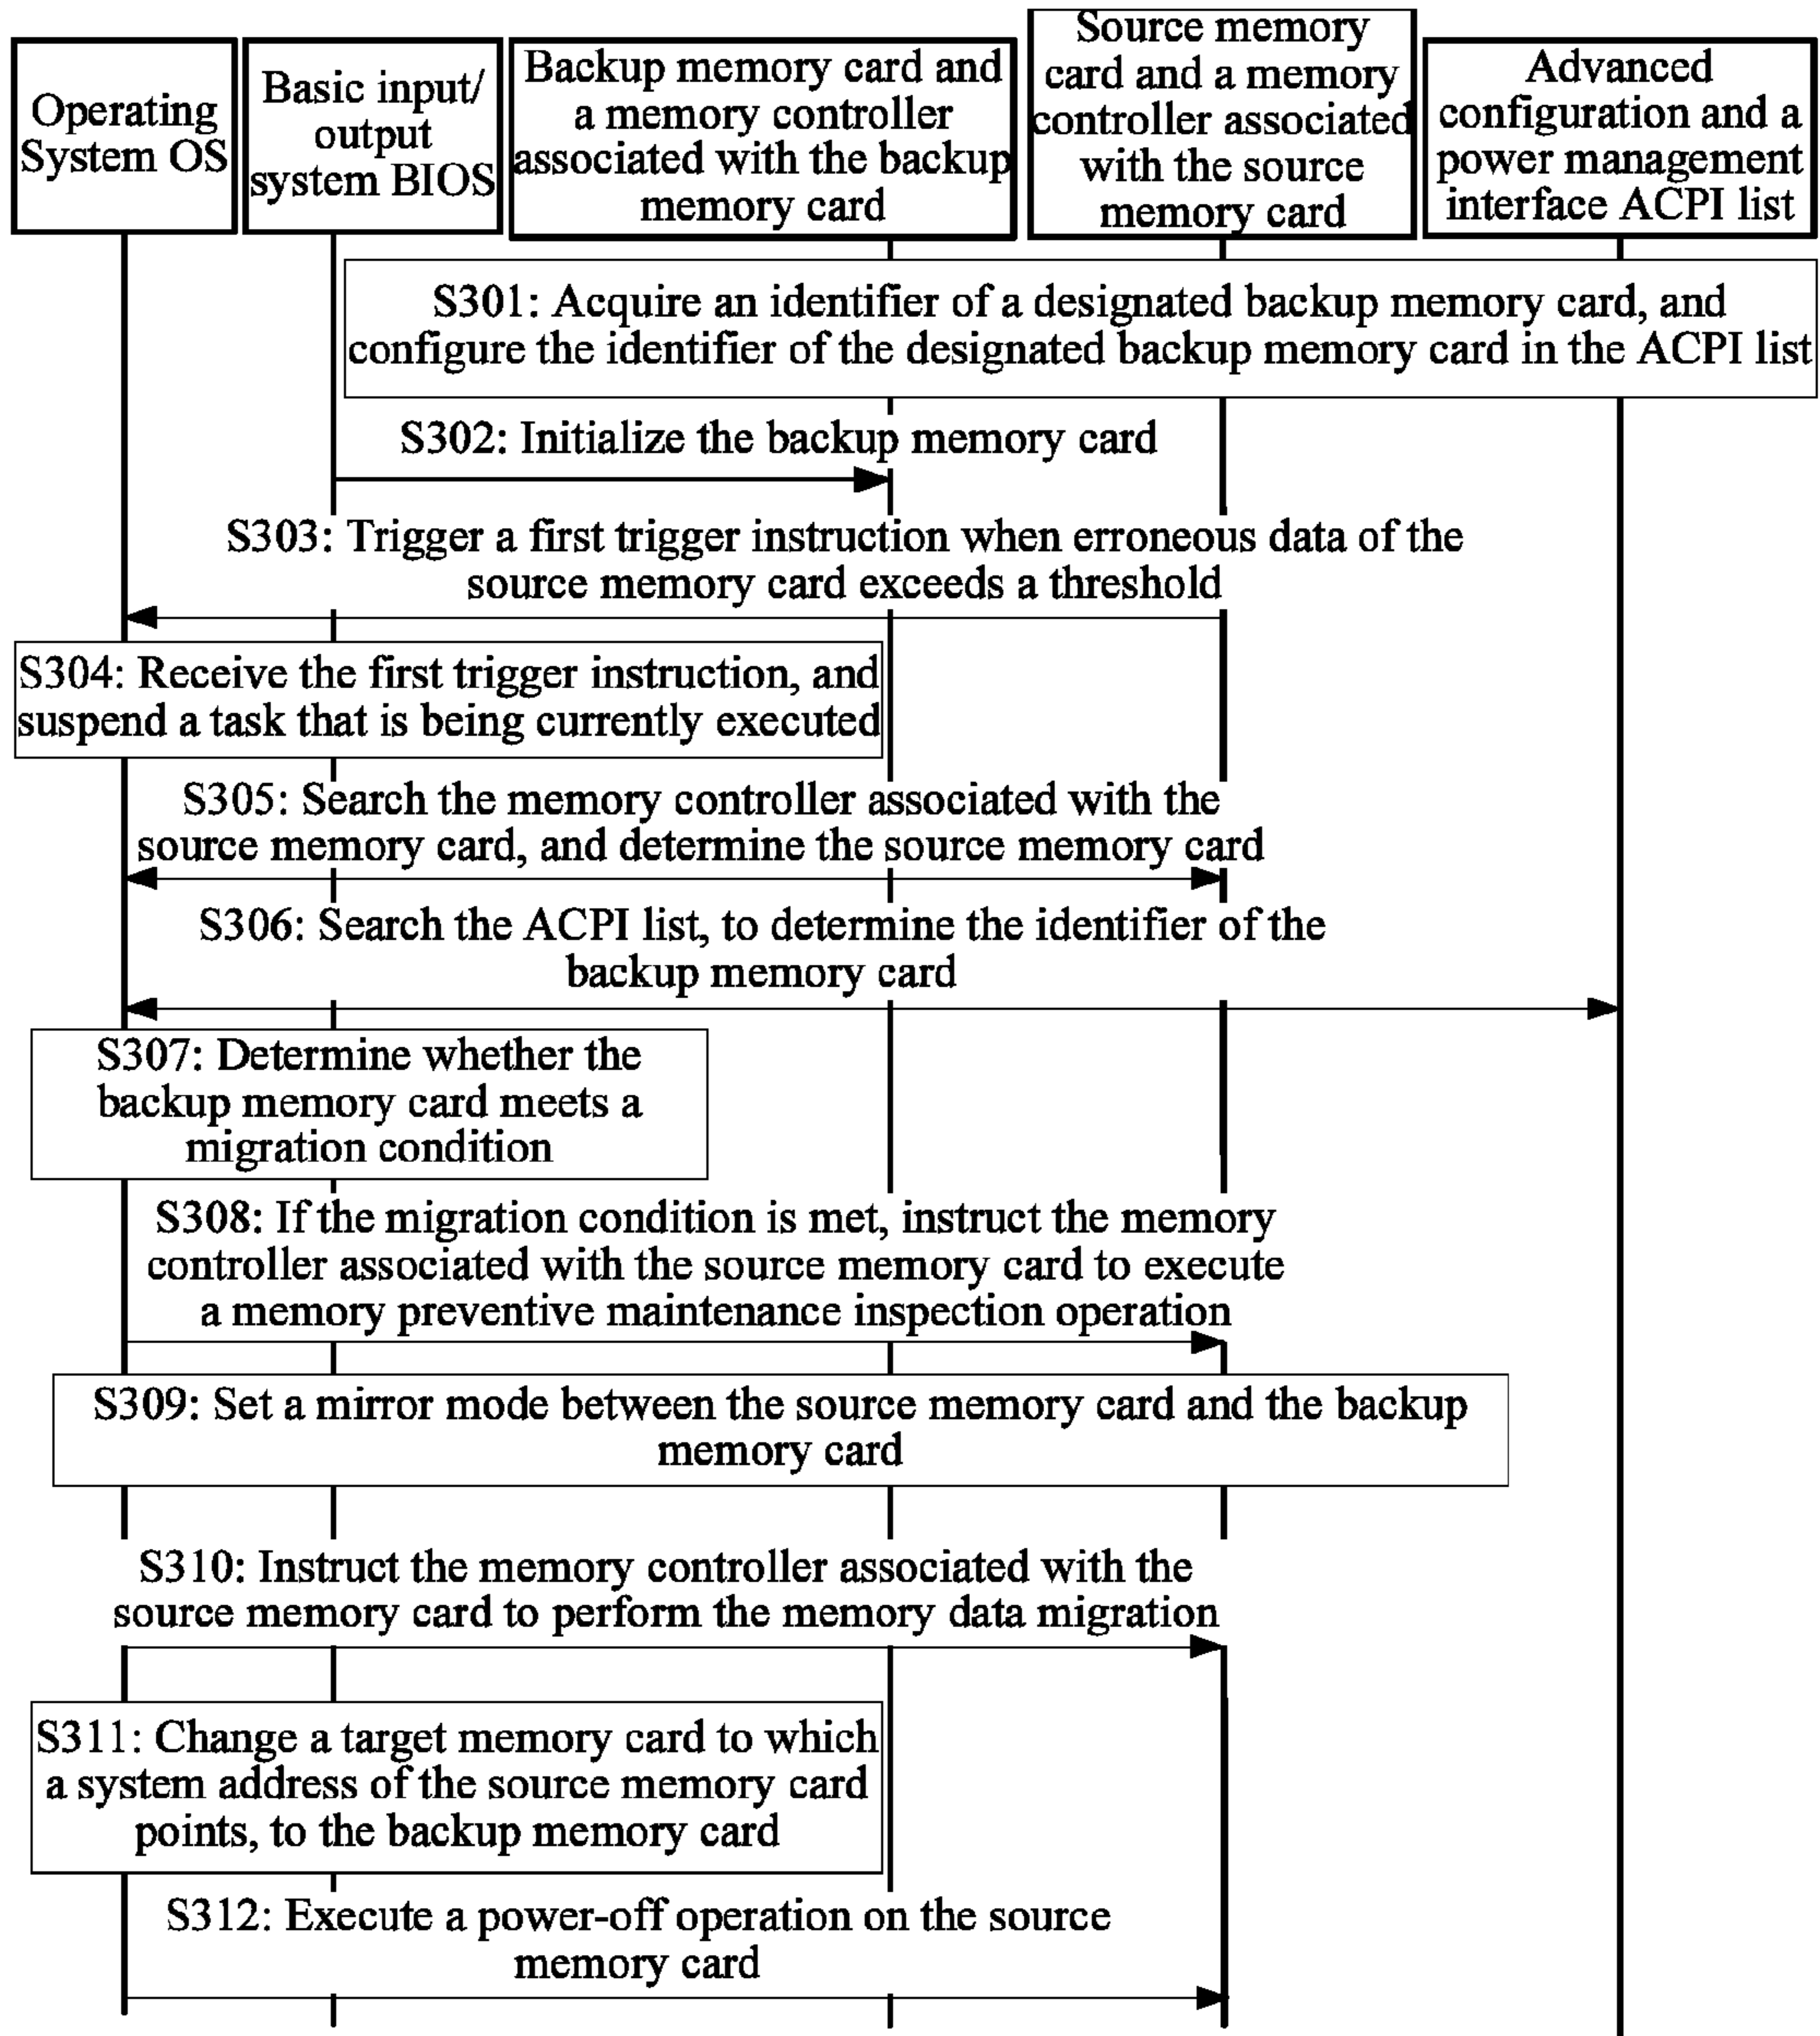 Operating
System OS
Basic input/
output
system BIOS
Backup memory card and
a memory controller
associated with the backup
memory card
Source memory
card and a memory
controller associated
with the source
memory card
Advanced
configuration and a
power management
interface ACPI list
S301: Acquire an identifier of a designated backup memory card, and
configure the identifier of the designated backup memory card in the ACPI list
S302: Initialize the backup memory card
S303: Trigger a first trigger instruction when erroneous data of the
source memory card exceeds a threshold
S304: Receive the first trigger instruction, and
suspend a task that is being currently executed
S305: Search the memory controller associated with the
source memory card, and determine the source memory card
S306: Search the ACPI list, to determine the identifier of the
backup memory card
S307: Determine whether the
backup memory card meets a
migration condition
S308: If the migration condition is met, instruct the memory
controller associated with the source memory card to execute
a memory preventive maintenance inspection operation
S309: Set a mirror mode between the source memory card and the backup
memory card
S310: Instruct the memory controller associated with the
source memory card to perform the memory data migration
S311: Change a target memory card to which
a system address of the source memory card
points, to the backup memory card
S312: Execute a power-off operation on the source
memory card